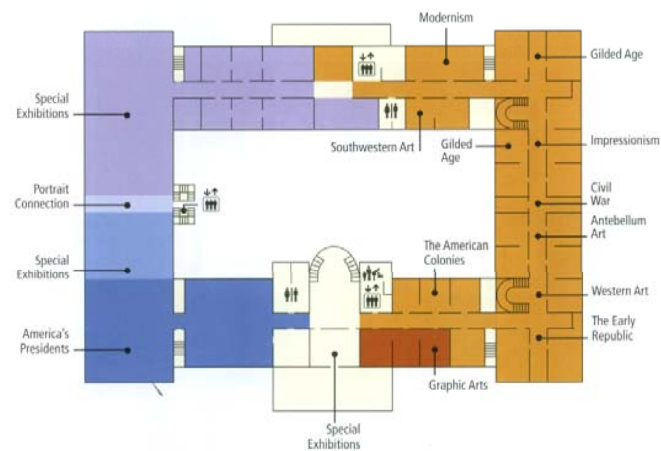 Modernism
Gilded Age
Special
Exhibitions
Southwestern Art
Gilded
Age
Impressionism
Portrait
Connection
Civil
War
Antebellum
Art
Special
Exhibitions
The American
Colonies
Western Art
America's
Presidents
The Early
Republic
Graphic Arts
Special
Exhibitions